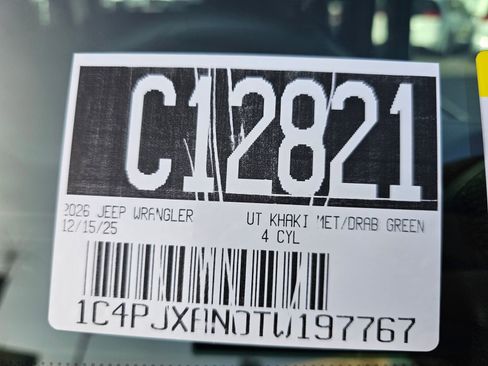 C12821
2026 JEEP WRANGLER
UT KHAKI MET/DRAB GREEN
12/15/25
4 CYL
1C4PJXAN0TW197767